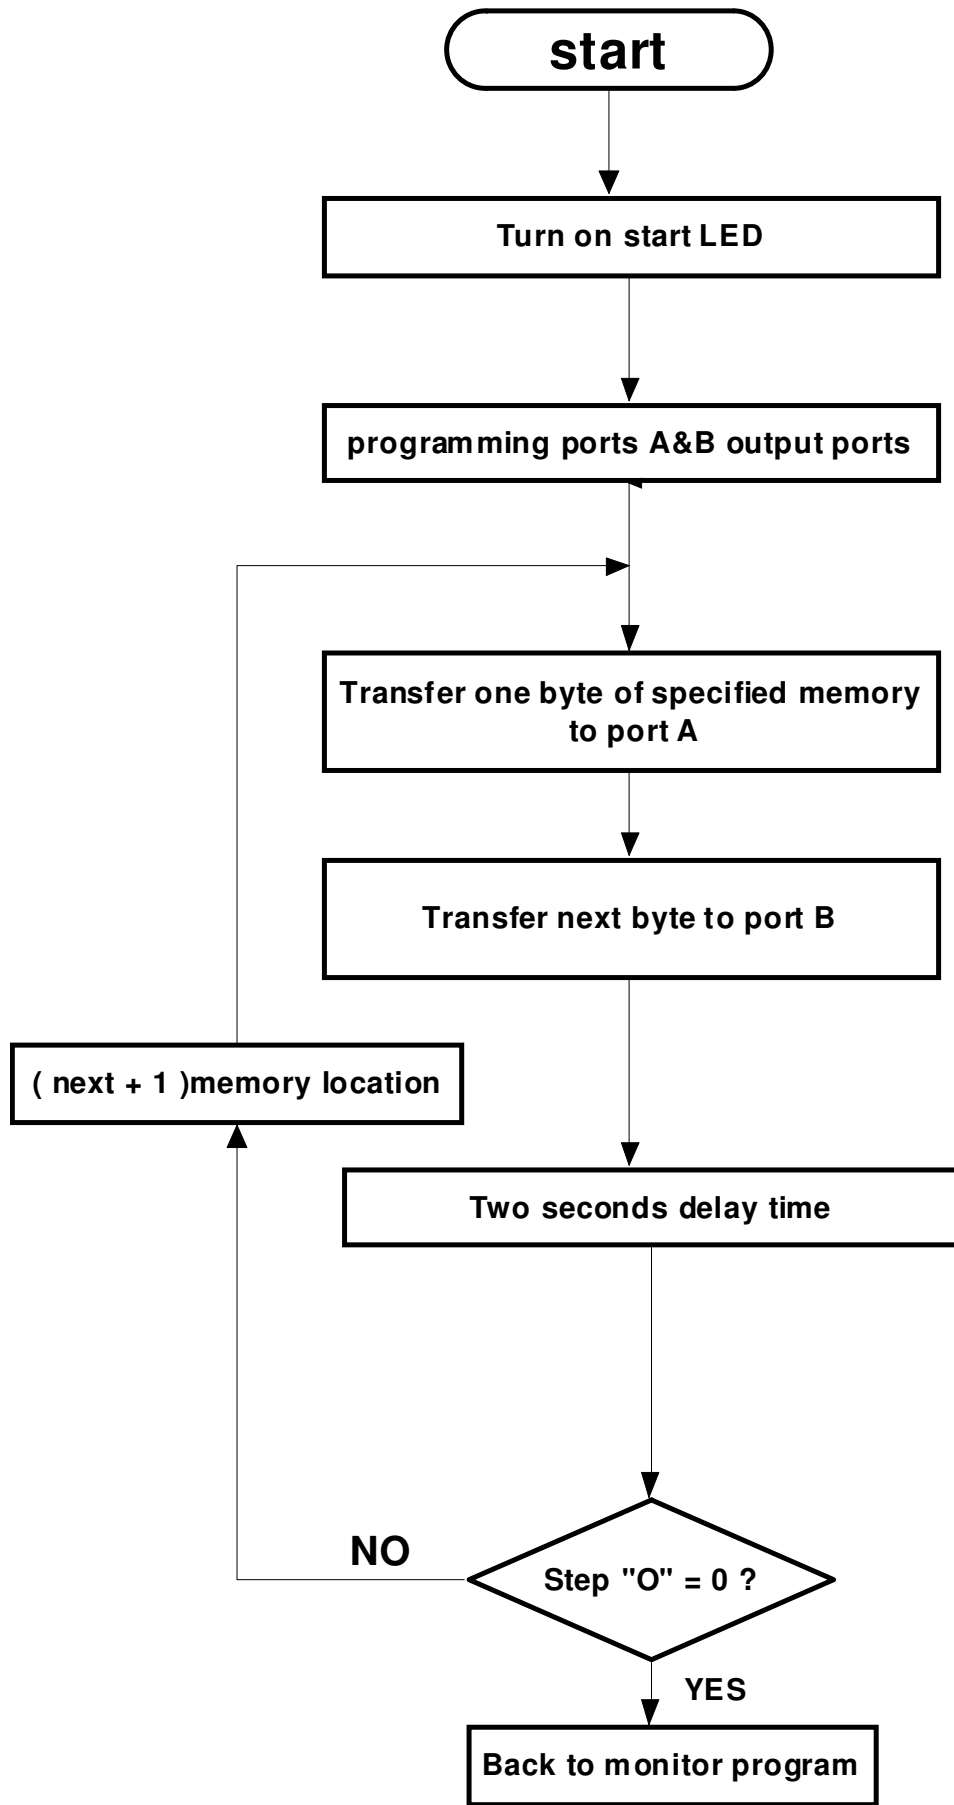 start
Turn on start LED
programming ports A&B output ports
Transfer one byte of specified memory
to port A
Transfer next byte to port B
( next + 1 )memory location
Two seconds delay time
NO
Step "O" = 0 ?
YES
Back to monitor program